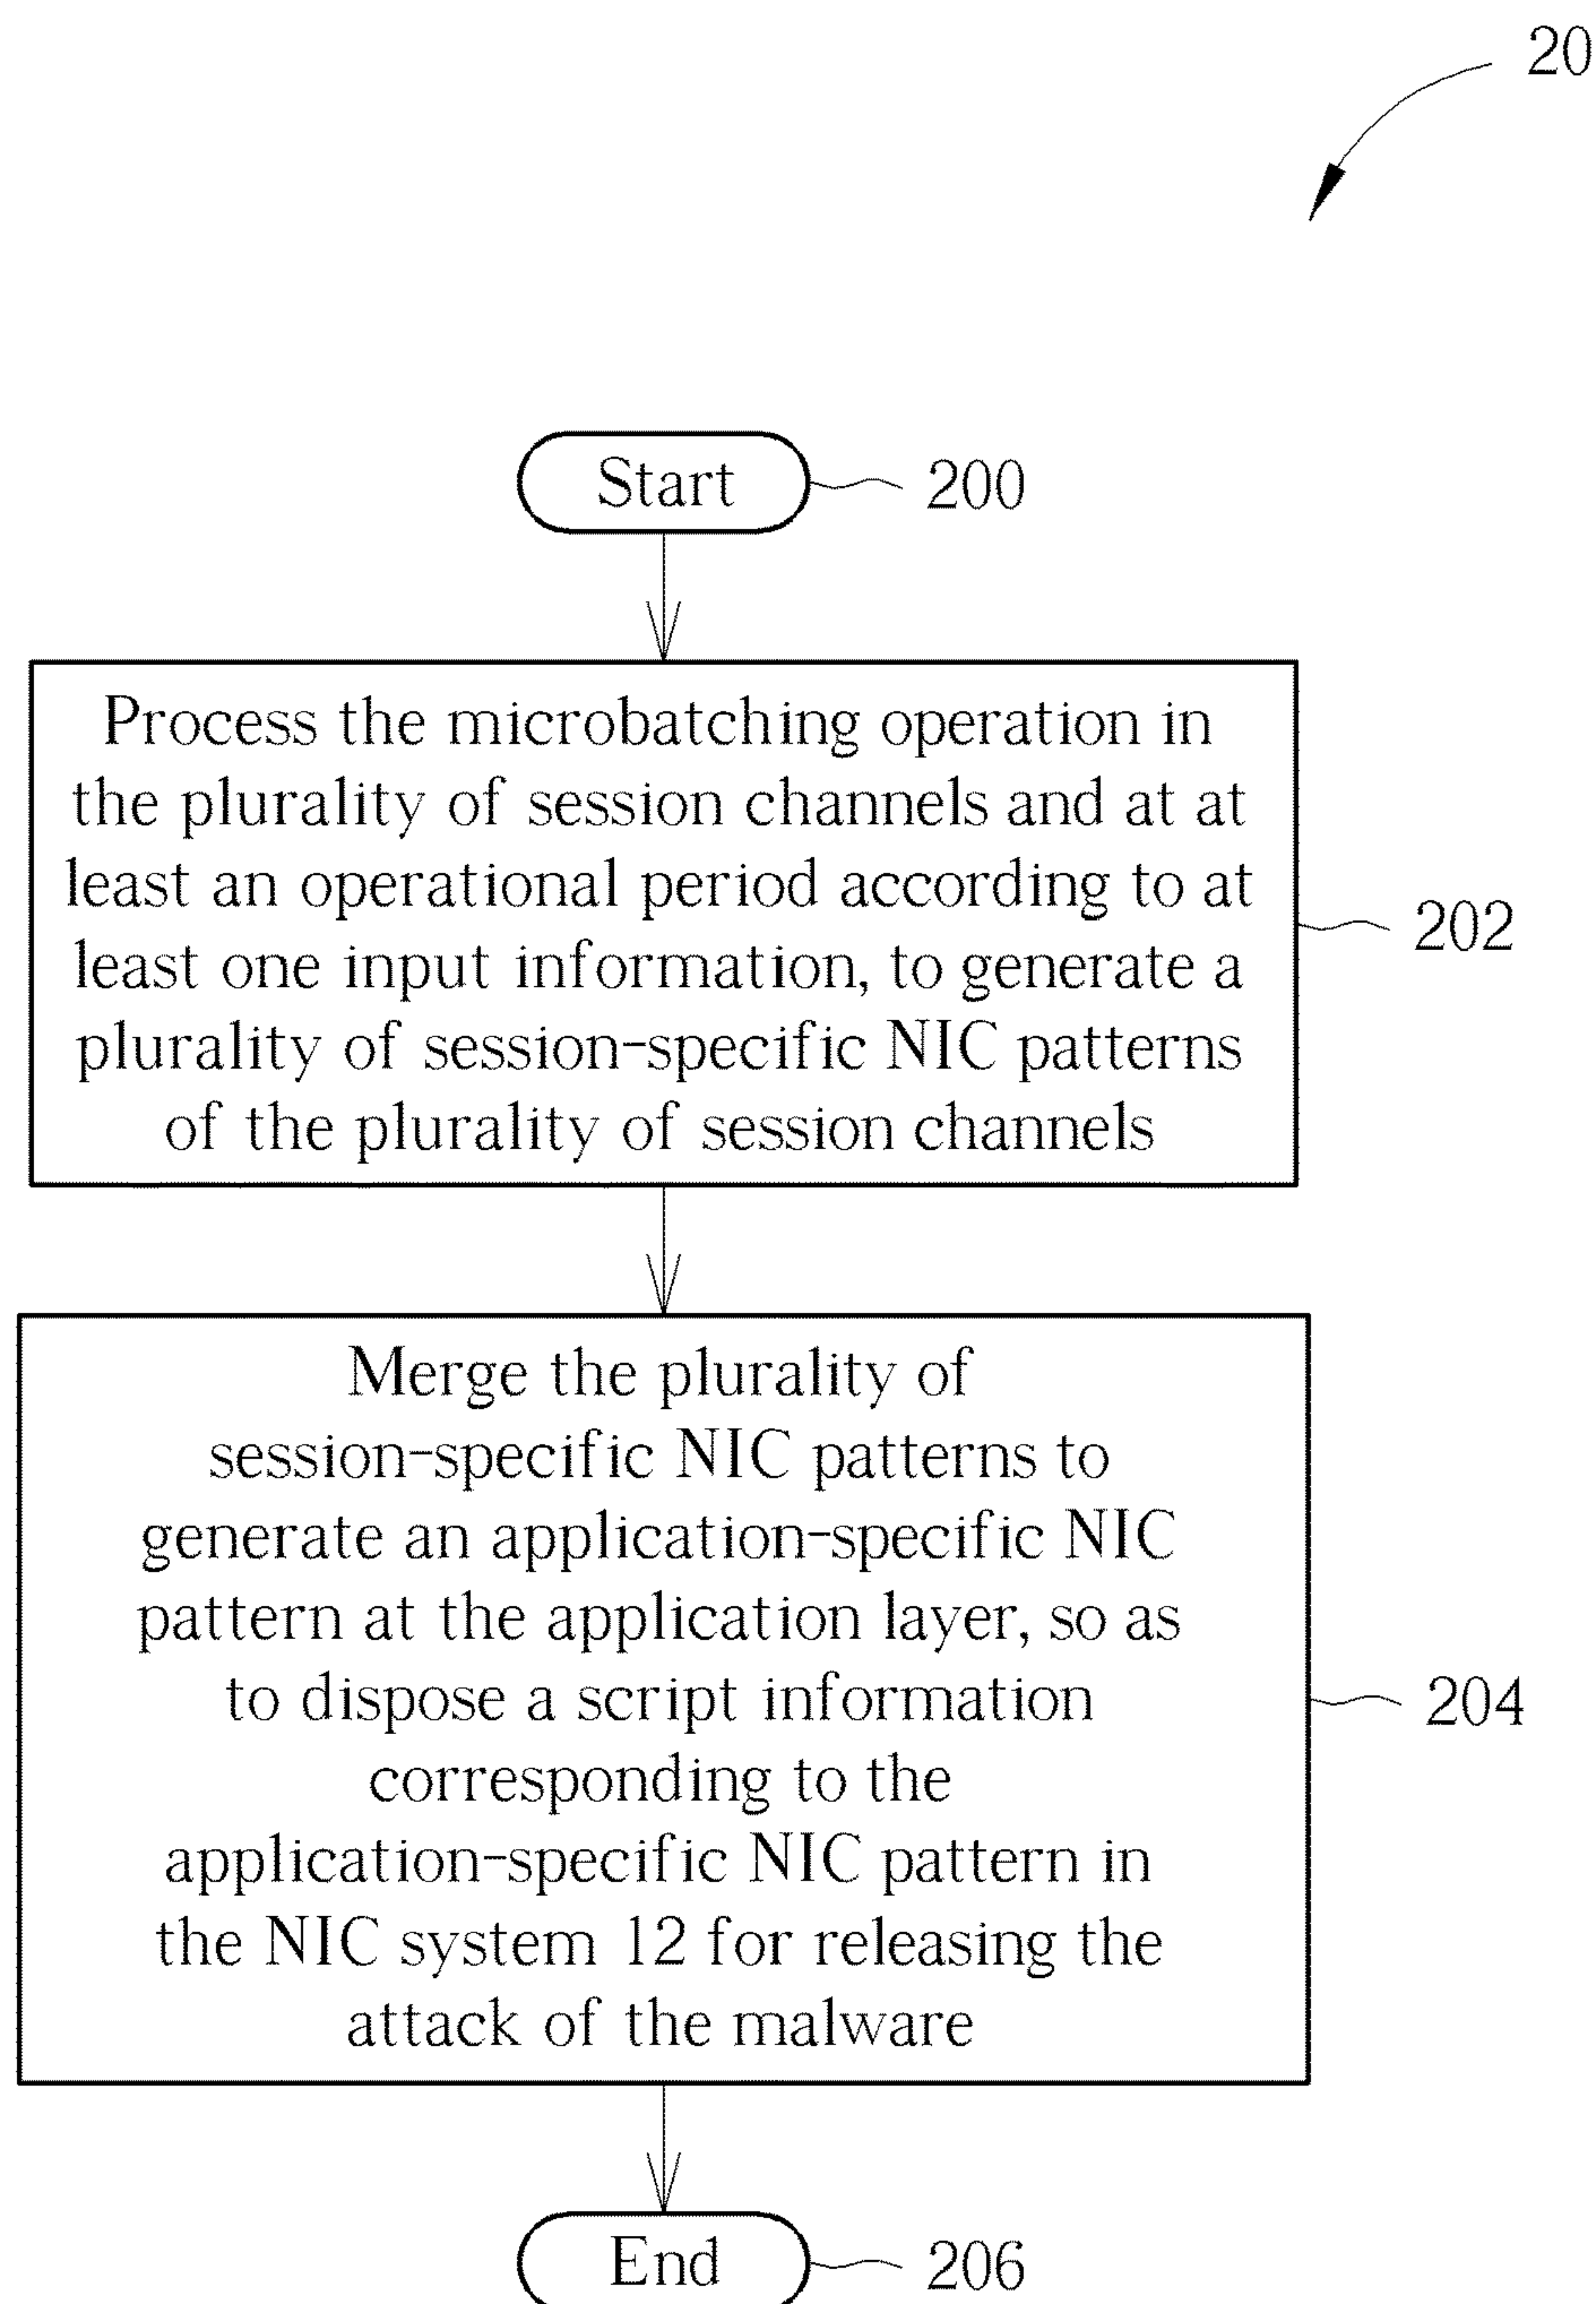 20
Start
200
Process the microbatching operation in
the plurality of session channels and at at
least an operational period according to at
least one input information, to generate a
plurality of session-specific NIC patterns
of the plurality of session channels
202
Merge the plurality of
session-specific NIC patterns to
generate an application-specific NIC
pattern at the application layer, so as
to dispose a script information
corresponding to the
application-specific NIC pattern in
the NIC system 12 for releasing the
attack of the malware
204
End
206